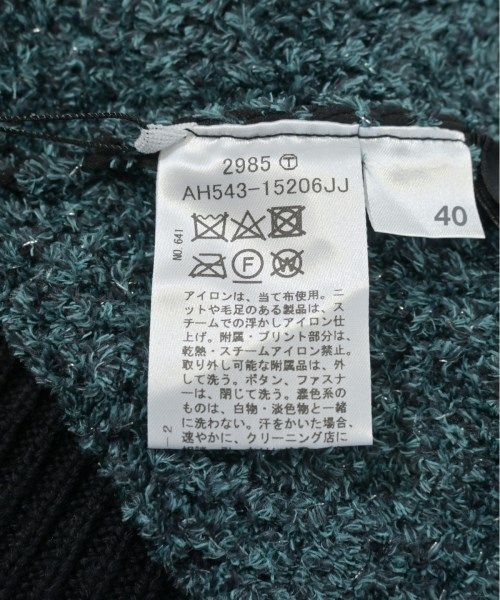 2985 Ⓣ
AH543-15206JJ
40
NO.641
F
W
アイロンは、当て布使用。ニ
ットや毛足のある製品は、ス
チームでの浮かしアイロン仕
上げ。附属・プリント部分は、
乾熱・スチームアイロン禁止。
取り外し可能な附属品は、外
して洗う。ボタン、ファスナ
ーは、閉じて洗う。濃色系の
ものは、白物・淡色物と一緒
に洗わない。汗をかいた場合、
速やかに、クリーニング店に
-2